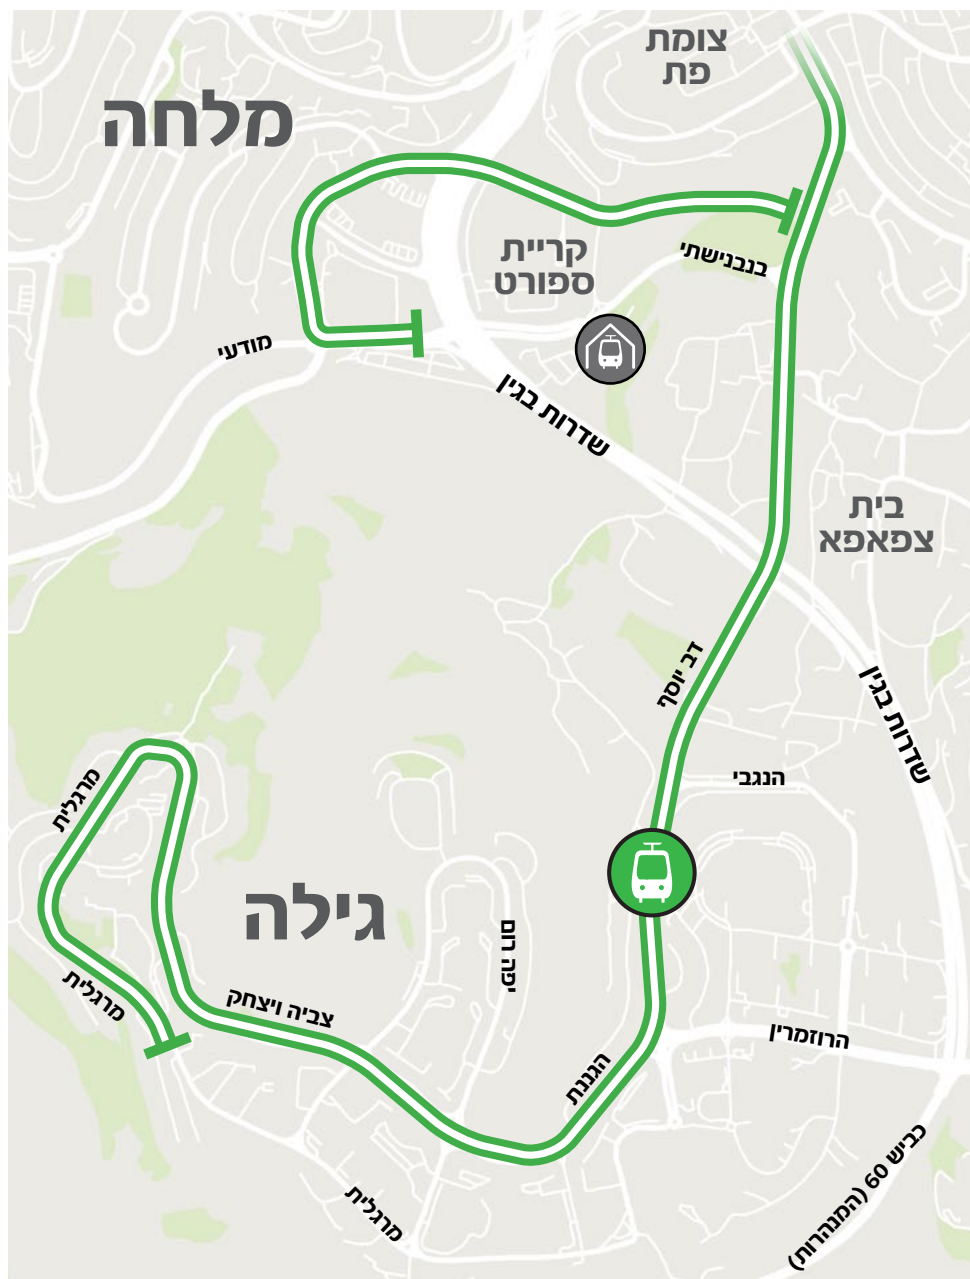 צומת
פת
מלחה
קריית
ספורט
בנבנישתי
מודעי
שדרות בגין
בית
צפאפא
דב יוסף
שדרות בגין
הנגבי
מרגלית
גילה
יפה רום
מרגלית
צביה ויצחק
הרוזמרין
הגננת
כביש 60 (המנהרות)
מרגלית